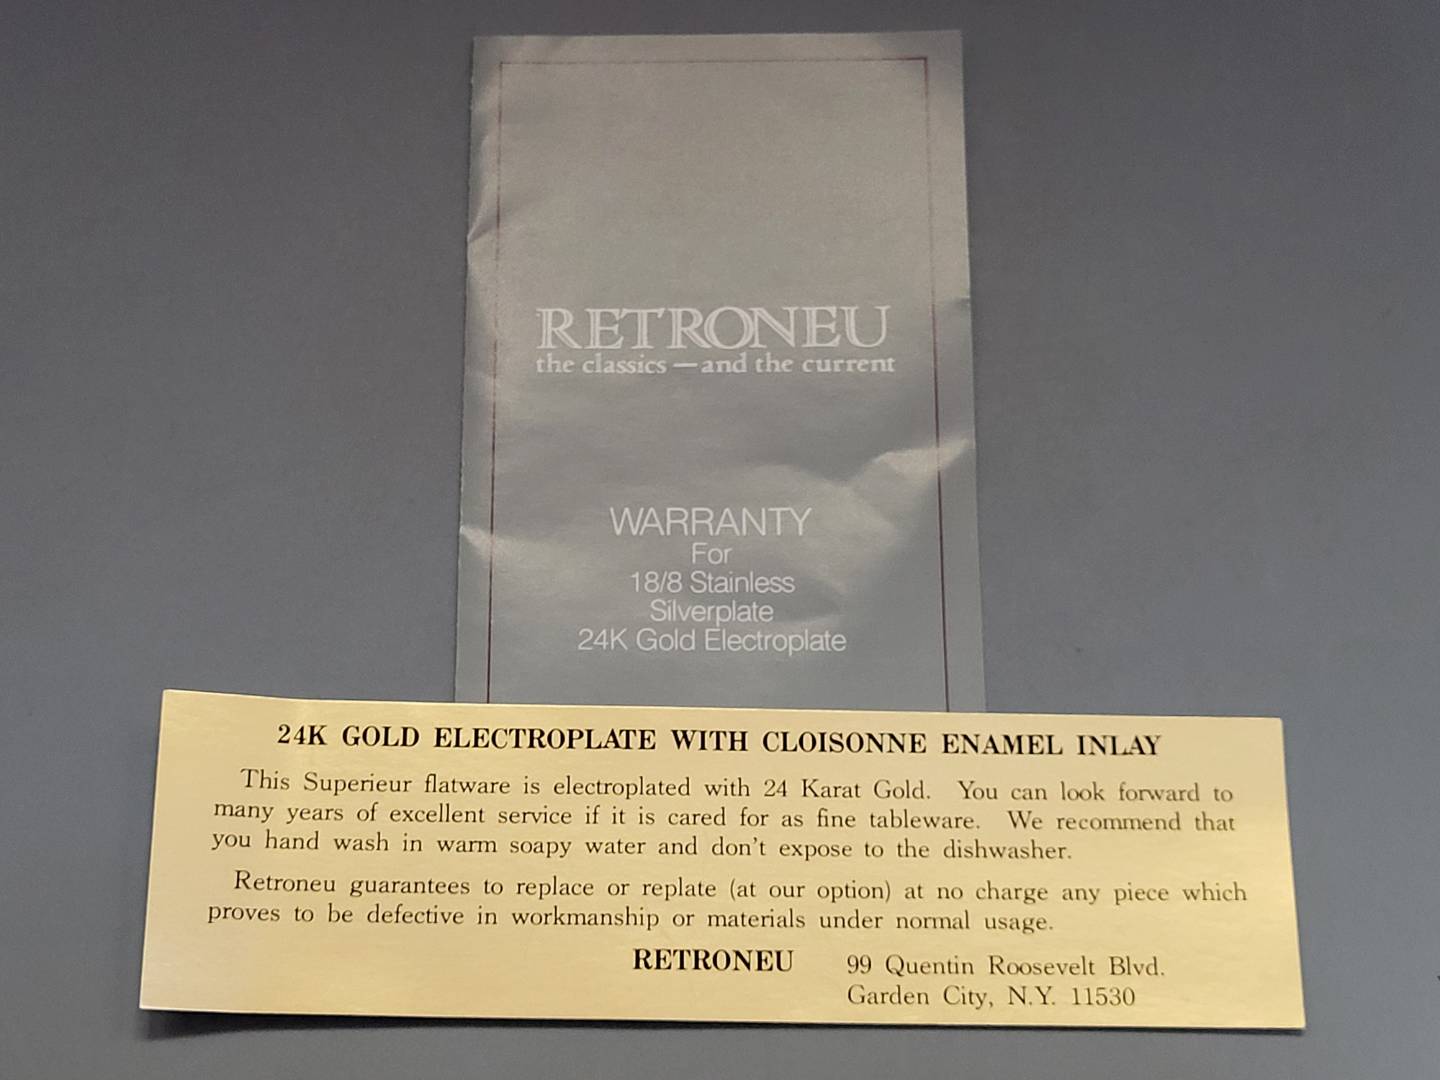 RETRONEU
the classics — and the current
WARRANTY
For
18/8 Stainless
Silverplate
24K Gold Electroplate
24K GOLD ELECTROPLATE WITH CLOISONNE ENAMEL INLAY
This Superieur flatware is electroplated with 24 Karat Gold. You can look forward to
many years of excellent service if it is cared for as fine tableware. We recommend that
you hand wash in warm soapy water and don't expose to the dishwasher.
Retroneu guarantees to replace or replate (at our option) at no charge any piece which
proves to be defective in workmanship or materials under normal usage.
RETRONEU 99 Quentin Roosevelt Blvd.
Garden City, N.Y. 11530